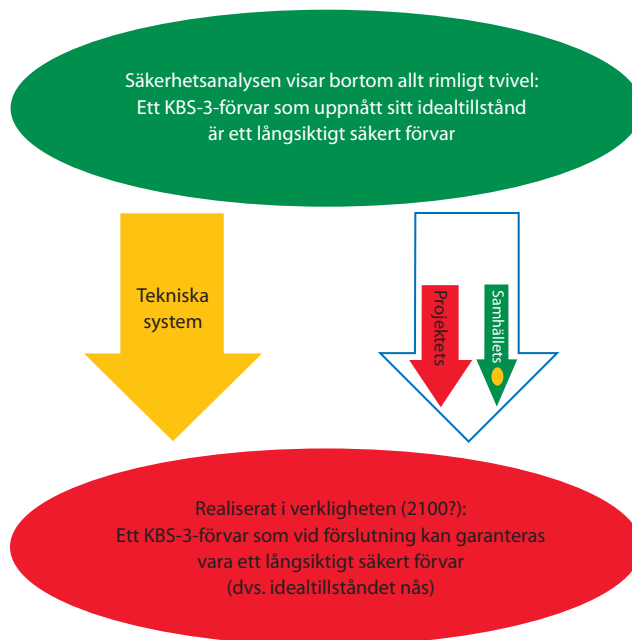 Säkerhetsanalysen visar bortom allt rimligt tvivel:
Ett KBS-3-förvar som uppnått sitt idealtillstånd
är ett långsiktigt säkert förvar
Tekniska
system
Projektets
Samhällets
Realiserat i verkligheten (2100?):
Ett KBS-3-förvar som vid förslutning kan garanteras
vara ett långsiktigt säkert förvar
(dvs. idealtillståndet nås)